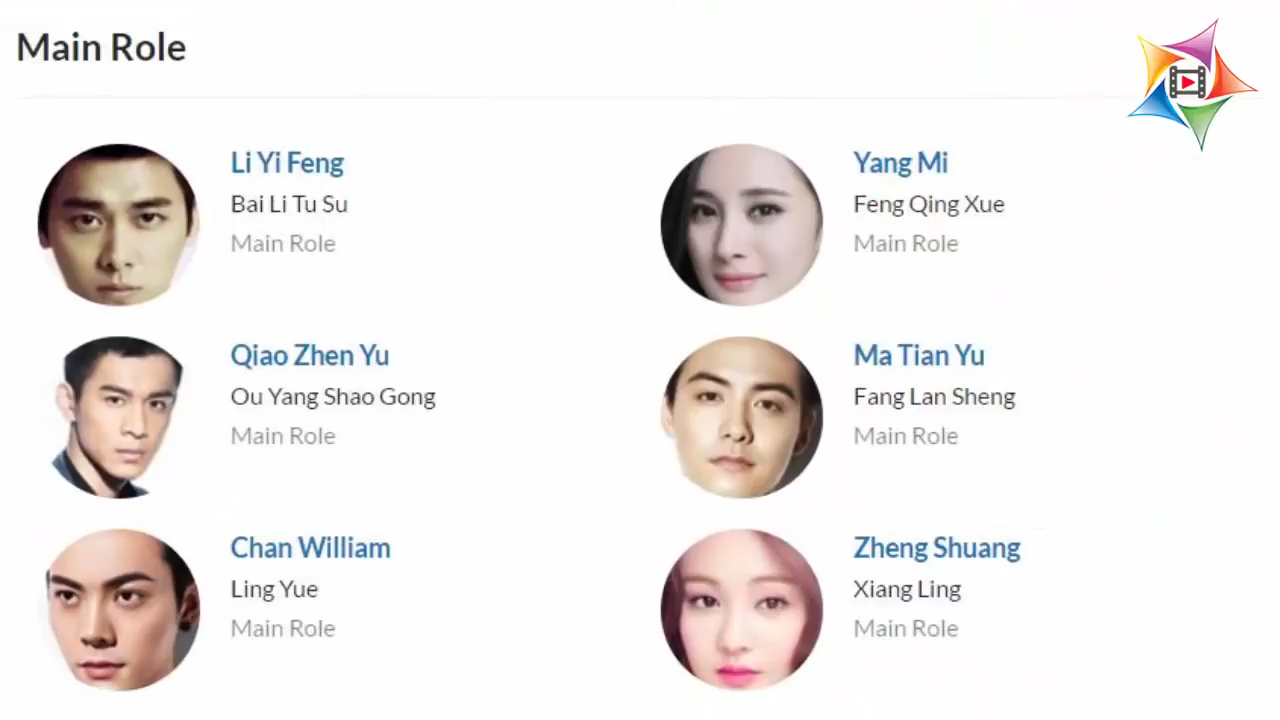 Main Role
Li Yi Feng
Bai Li Tu Su
Main Role
Yang Mi
Feng Qing Xue
Main Role
Qiao Zhen Yu
Ou Yang Shao Gong
Main Role
Ma Tian Yu
Fang Lan Sheng
Main Role
Chan William
Ling Yue
Main Role
Zheng Shuang
Xiang Ling
Main Role